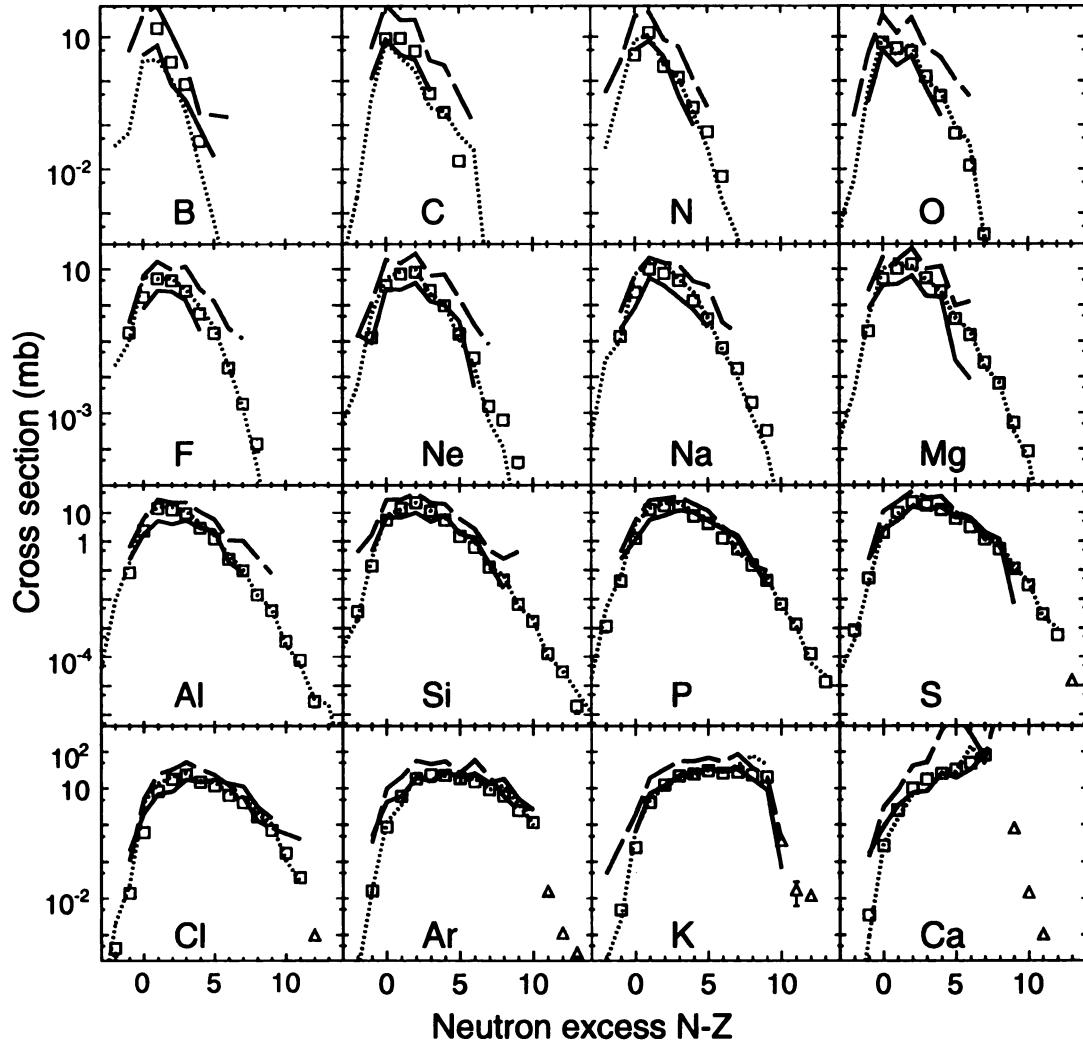 10
10⁻²
B
C
N
O
10
10⁻³
F
Ne
Na
Mg
10
1
10⁻⁴
Al
Si
P
S
10²
10
10⁻²
Cl
Ar
K
Ca
0 5 10 0 5 10 0 5 10 0 5 10
Neutron excess N-Z
Cross section (mb)